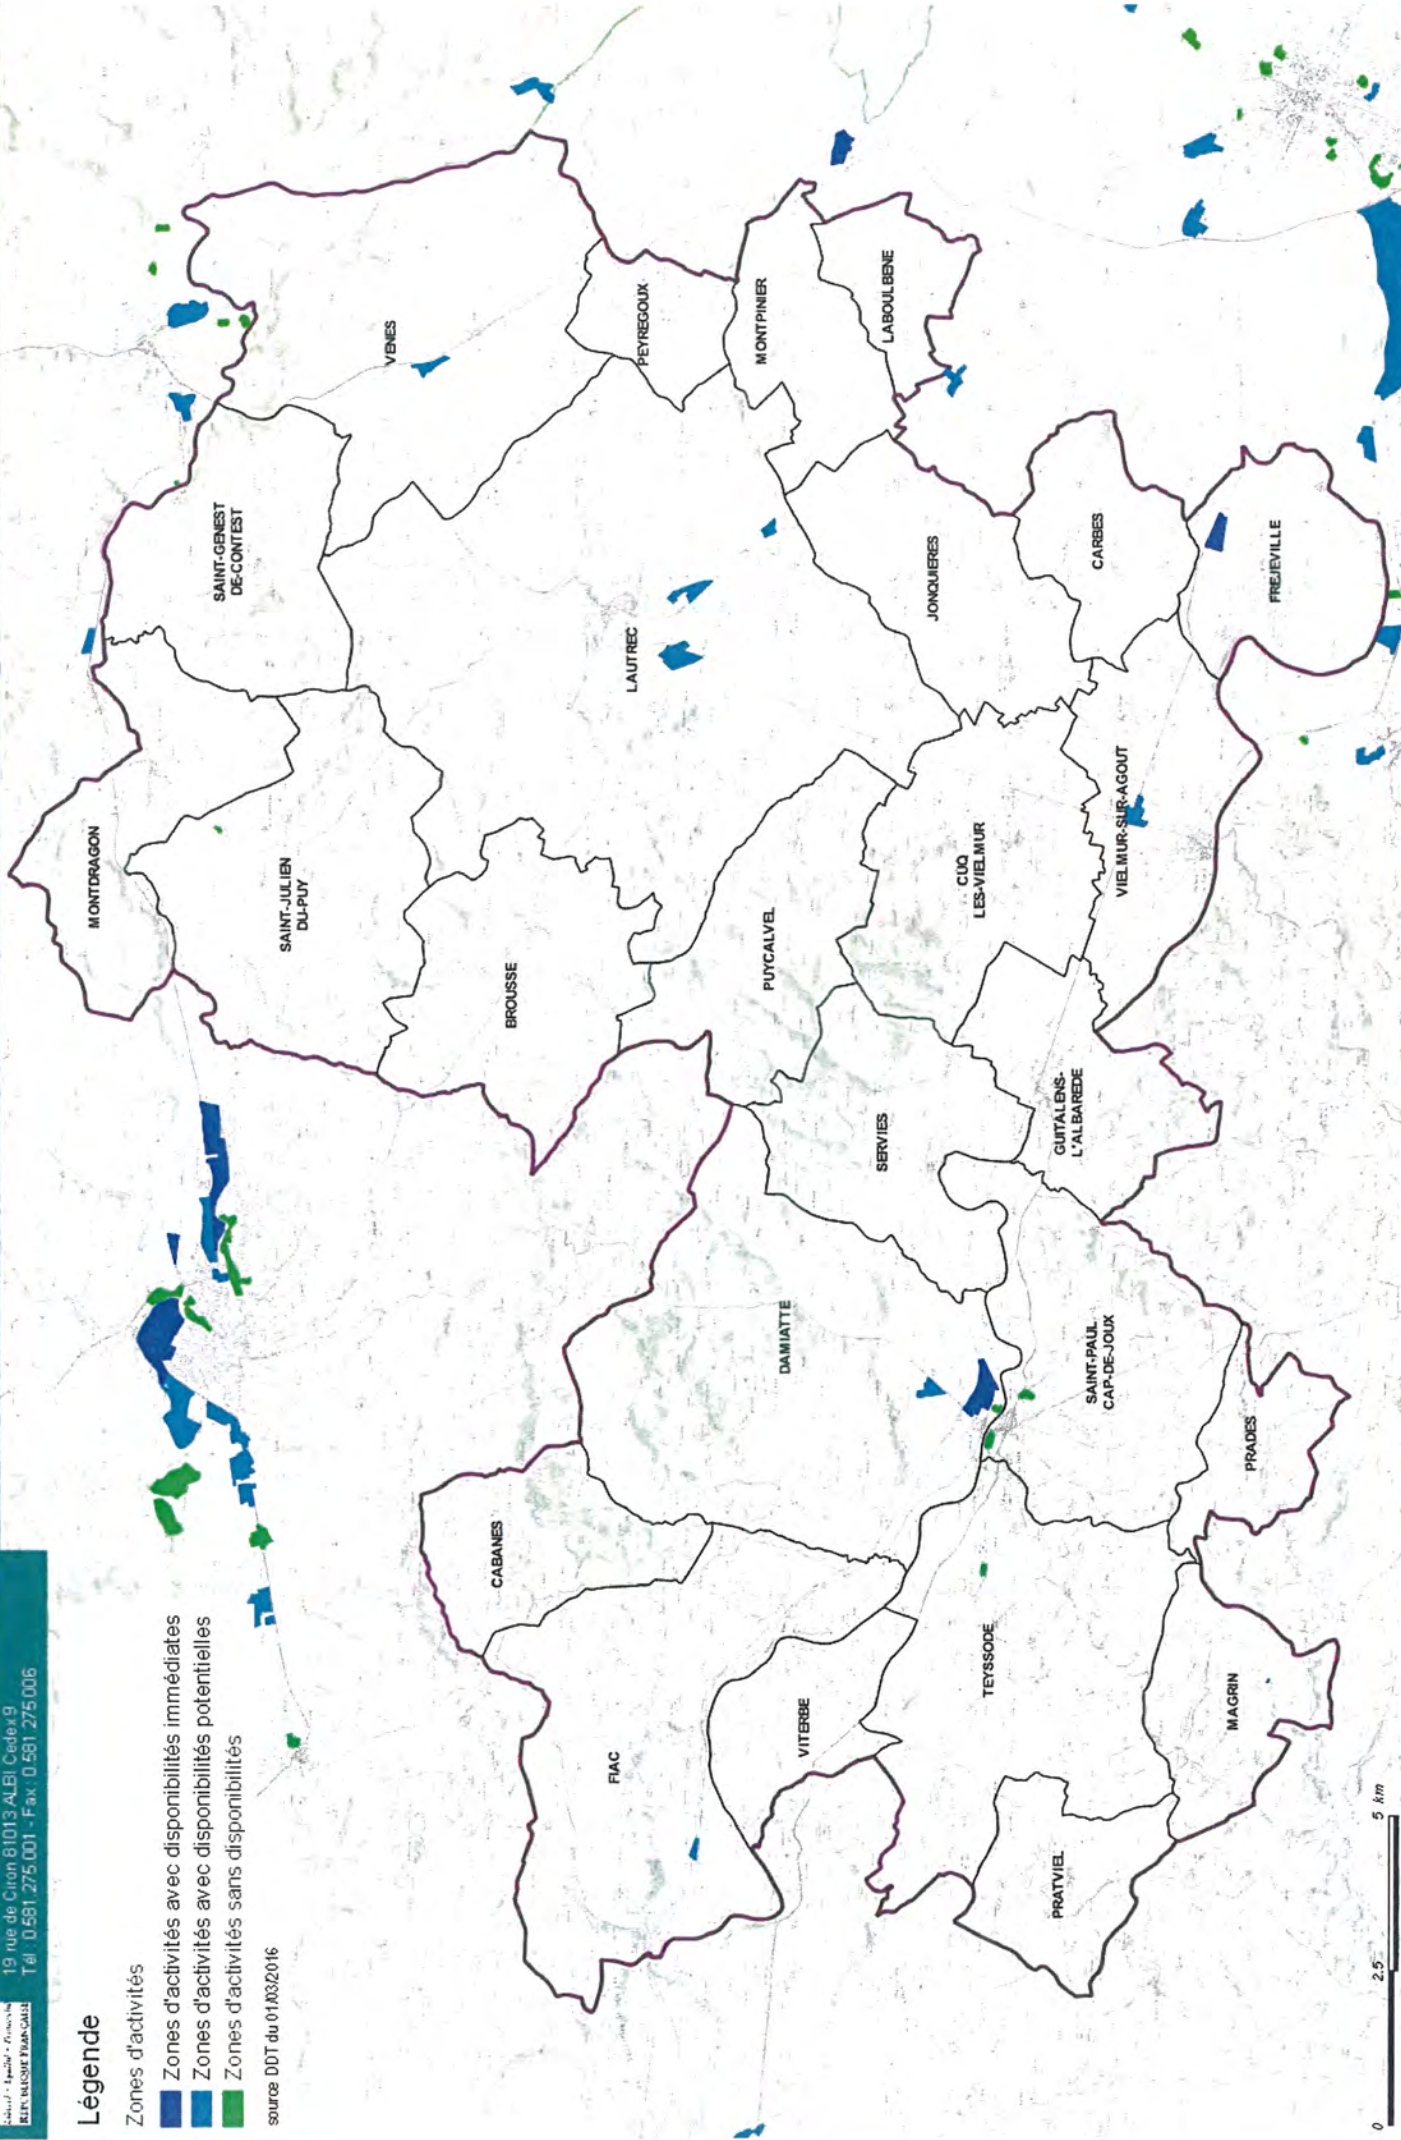 RÉPUBLIQUE FRANÇAISE
19 rue de Ciron 81013 ALBI Cedex 9
Tél : 0.581.275.001 - Fax : 0.581.275.006
Légende
Zones d'activités
Zones d'activités avec disponibilités immédiates
Zones d'activités avec disponibilités potentielles
Zones d'activités sans disponibilités
source DDT du 01/03/2016
MONTDRAGON
SAINT-GENEST
DE-CONTEST
VENES
SAINT-JULIEN
DU-PUY
BROUSSE
LAUTREC
PEYREGOUX
MONTPINIER
LABOULBENE
CABANES
FIAC
DAMIATTE
PUYCALVEL
JONQUIERES
VITERBE
SERVIES
CUQ
LES-VIELMUR
CARBES
TEYSSODE
SAINT-PAUL
CAP-DE-JOUX
GUITALENS-
L'ALBAREDE
VIELMUR-SUR-AGOUT
FREJEVILLE
PRATVIEL
MAGRIN
PRADES
0
2.5
5 km